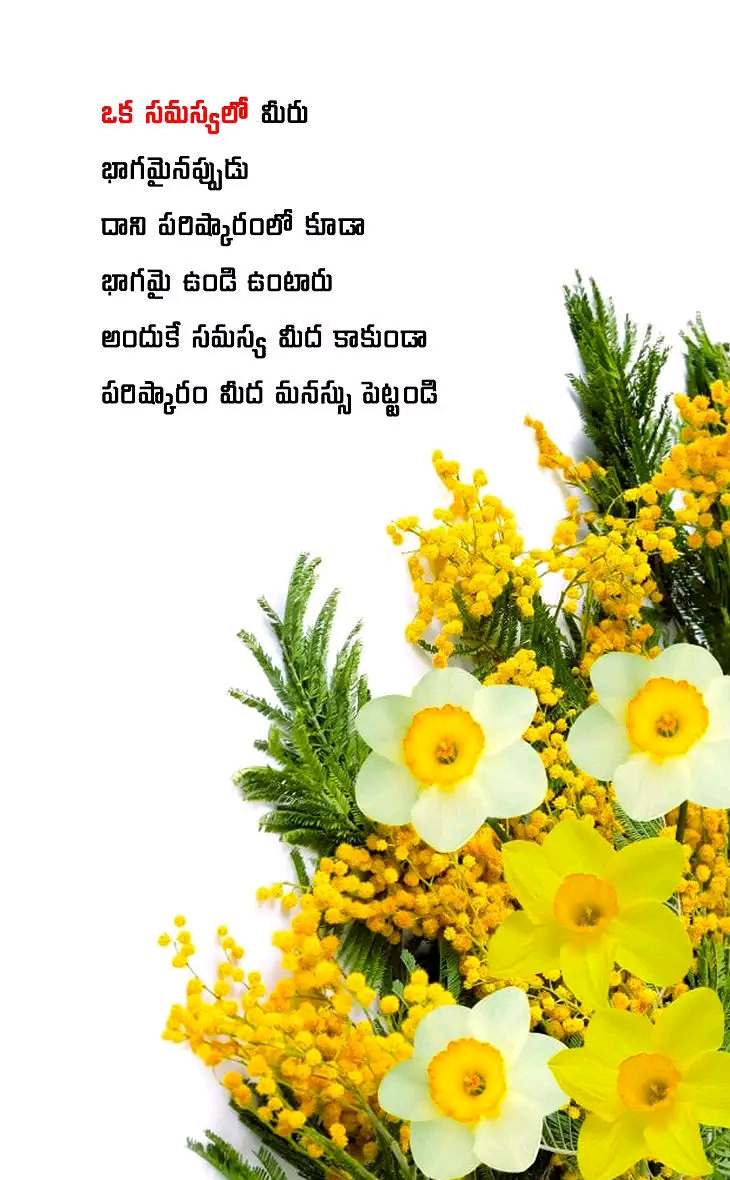 ఒక సమస్యలో మీరు
భాగమైనప్పుడు
దాని పరిష్కారంలో కూడా
భాగమై ఉండి ఉంటారు
అందుకే సమస్య మీద కాకుండా
పరిష్కారం మీద మనస్సు పెట్టండి